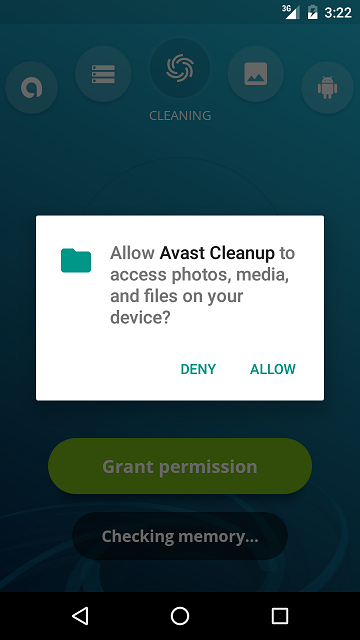 3G 3:22
CLEANING
Allow Avast Cleanup to
access photos, media,
and files on your
device?
DENY ALLOW
Grant permission
Checking memory...